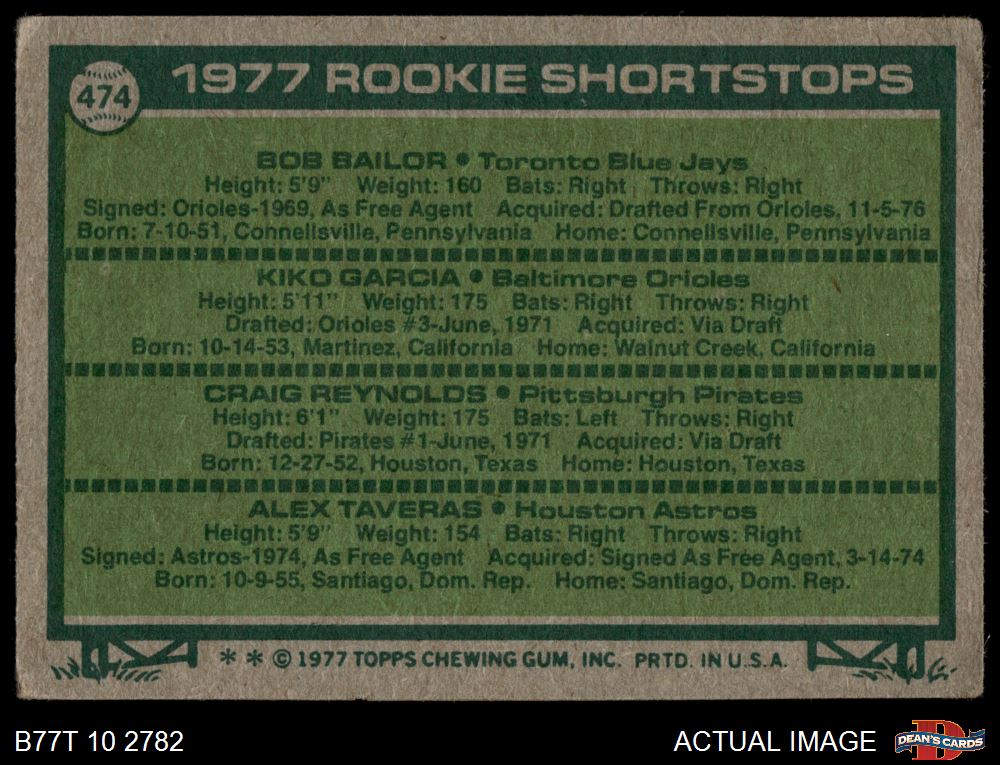 474
1977 ROOKIE SHORTSTOPS
BOB BAILOR • Toronto Blue Jays
Height: 5'9" Weight: 160 Bats: Right Throws: Right
Signed: Orioles-1969, As Free Agent Acquired: Drafted From Orioles, 11-5-76
Born: 7-10-51, Connellsville, Pennsylvania Home: Connellsville, Pennsylvania
KIKO GARCIA • Baltimore Orioles
Height: 5'11" Weight: 175 Bats: Right Throws: Right
Drafted: Orioles #3-June, 1971 Acquired: Via Draft
Born: 10-14-53, Martinez, California Home: Walnut Creek, California
CRAIG REYNOLDS • Pittsburgh Pirates
Height: 6'1" Weight: 175 Bats: Left Throws: Right
Drafted: Pirates #1-June, 1971 Acquired: Via Draft
Born: 12-27-52, Houston, Texas Home: Houston, Texas
ALEX TAVERAS • Houston Astros
Height: 5'9" Weight: 154 Bats: Right Throws: Right
Signed: Astros-1974, As Free Agent Acquired: Signed As Free Agent, 3-14-74
Born: 10-9-55, Santiago, Dom. Rep. Home: Santiago, Dom. Rep.
* * © 1977 TOPPS CHEWING GUM, INC. PRTD. IN U.S.A.
B77T 10 2782
ACTUAL IMAGE
D
DEAN'S CARDS